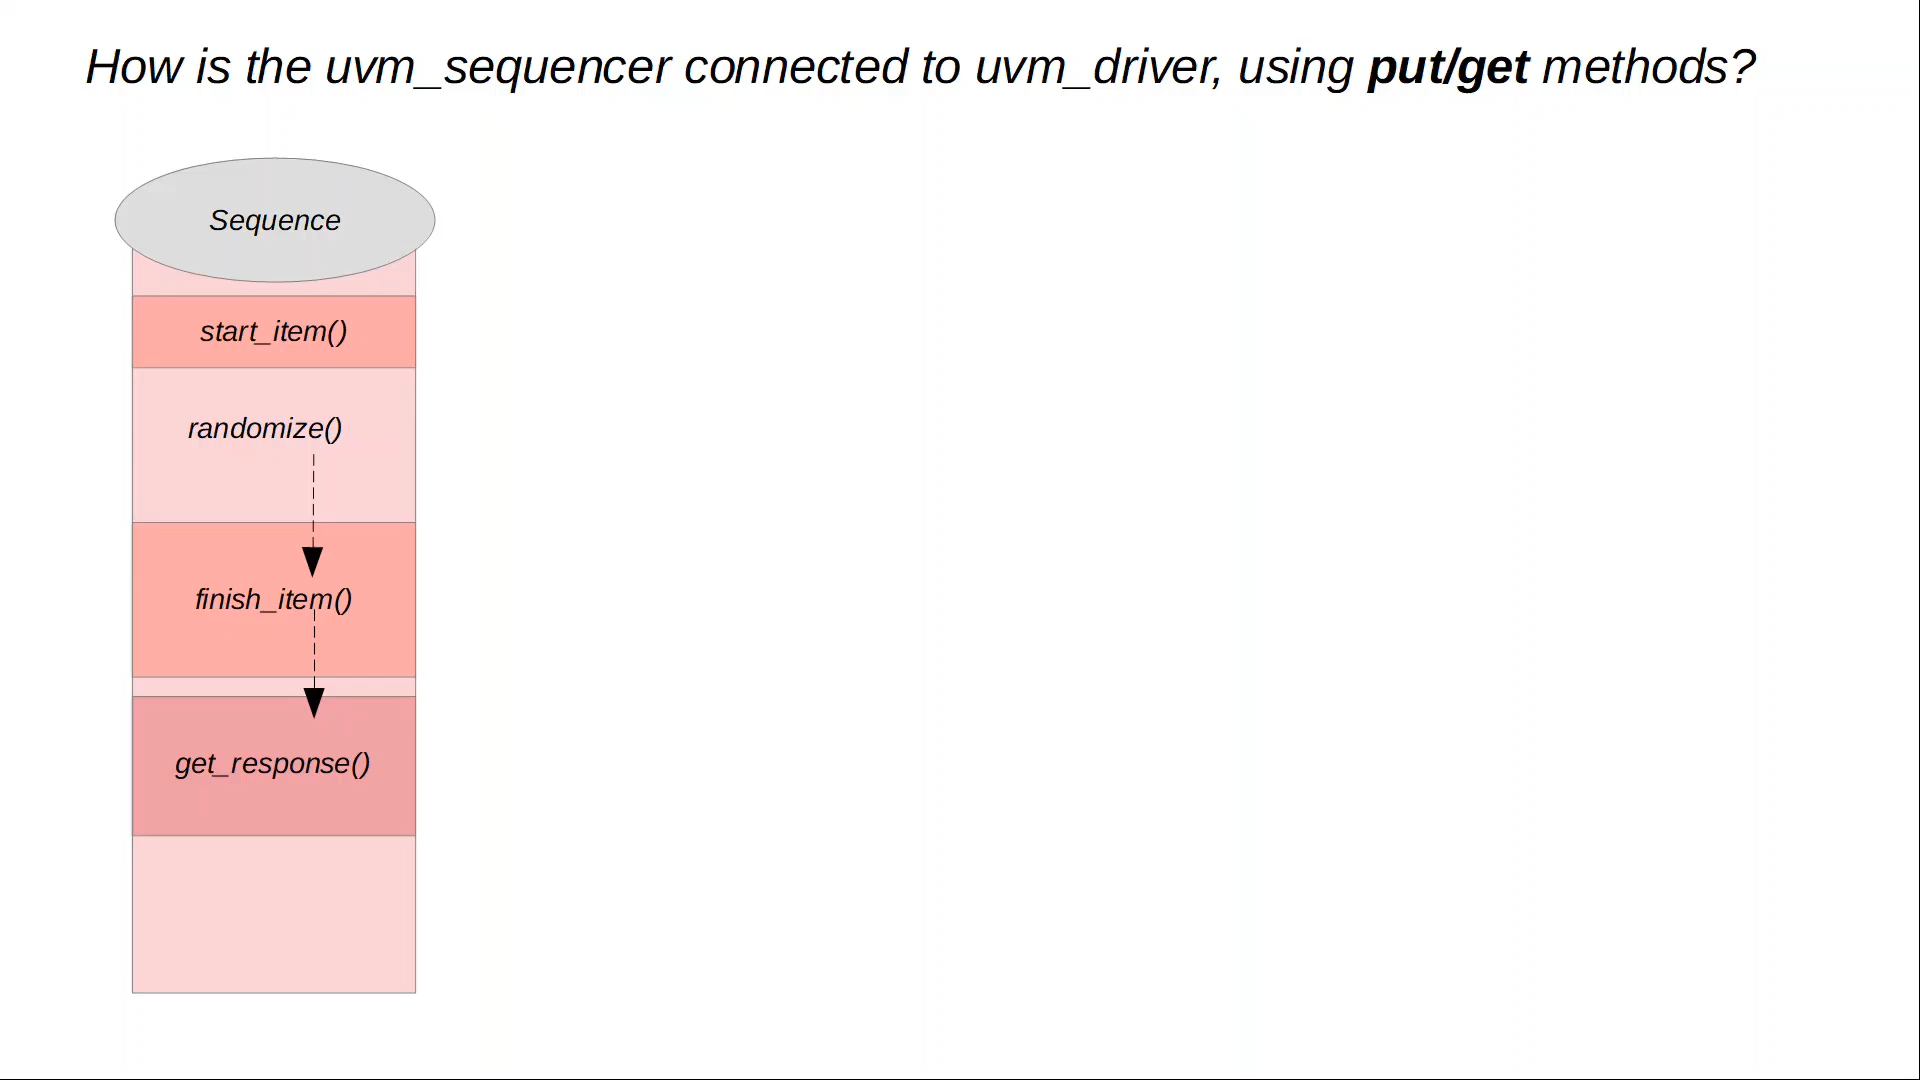 How is the uvm_sequencer connected to uvm_driver, using put/get methods?
Sequence
start_item()
randomize()
finish_item()
get_response()